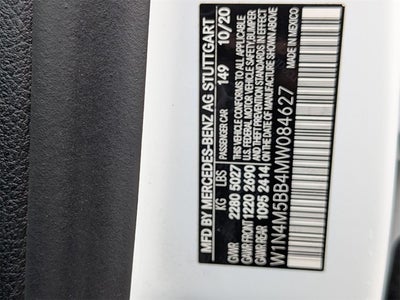 MFD BY MERCEDES-BENZ AG STUTTGART
PASSENGER CAR 149 10/20
KG LBS
GVWR 2280 5027
GAWR FRONT 1120 2690
GAWR REAR 1095 2414
THIS VEHICLE CONFORMS TO ALL APPLICABLE
FEDERAL MOTOR VEHICLE SAFETY, BUMPER
AND THEFT PREVENTION STANDARDS IN EFFECT
ON THE DATE OF MANUFACTURE SHOWN ABOVE
MADE IN MEXICO
W1N4M5BB4MW084627